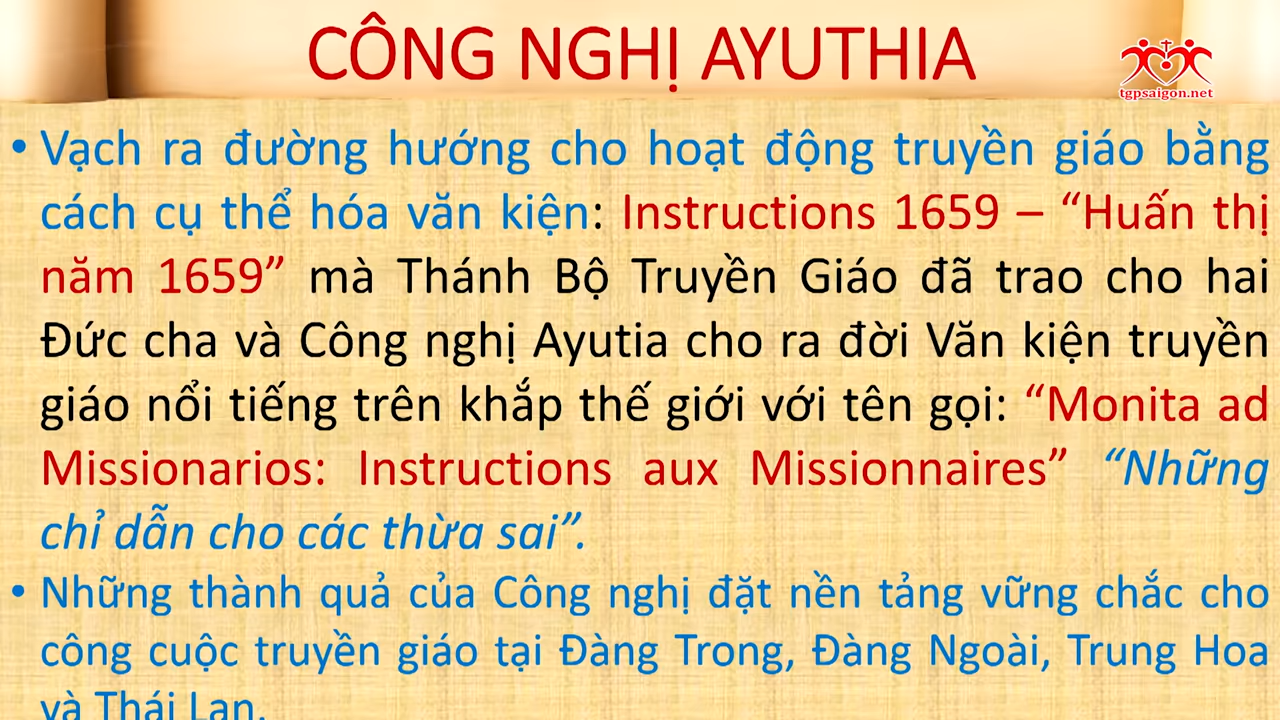 CÔNG NGHỊ AYUTHIA
tgpsaigon.net
• Vạch ra đường hướng cho hoạt động truyền giáo bằng
cách cụ thể hóa văn kiện: Instructions 1659 – “Huấn thị
năm 1659” mà Thánh Bộ Truyền Giáo đã trao cho hai
Đức cha và Công nghị Ayutia cho ra đời Văn kiện truyền
giáo nổi tiếng trên khắp thế giới với tên gọi: “Monita ad
Missionarios: Instructions aux Missionnaires” “Những
chỉ dẫn cho các thừa sai”.
• Những thành quả của Công nghị đặt nền tảng vững chắc cho
công cuộc truyền giáo tại Đàng Trong, Đàng Ngoài, Trung Hoa
và Thái Lan.